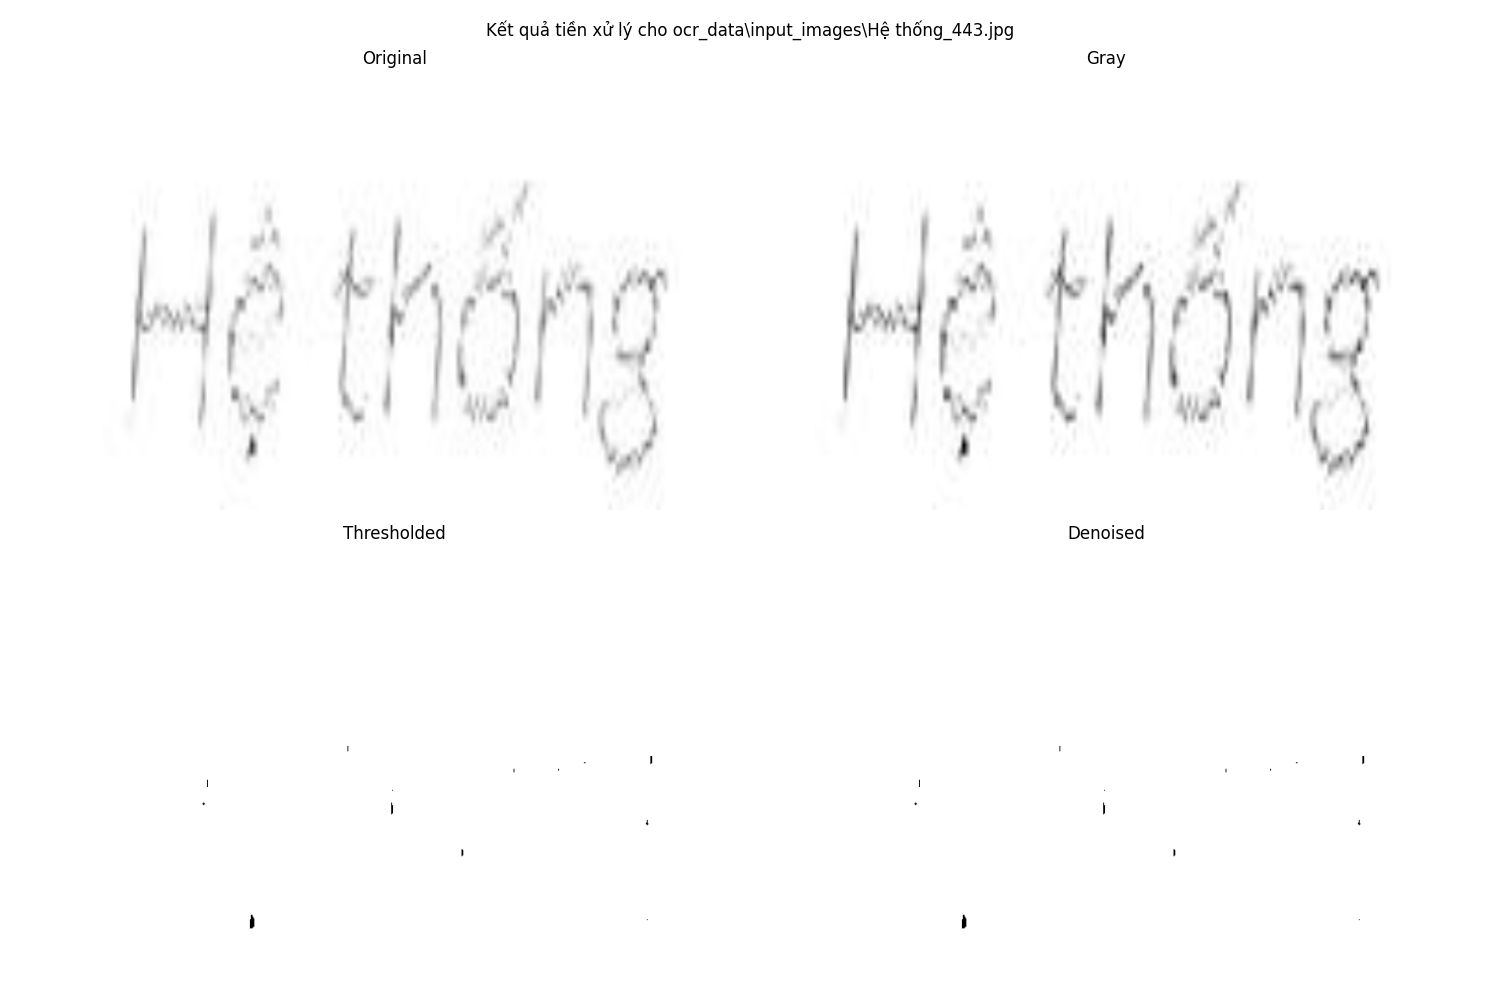 Kết quả tiền xử lý cho ocr_data\input_images\Hệ thống_443.jpg
Original
Gray
Hệ thống
Hệ thống
Thresholded
Denoised